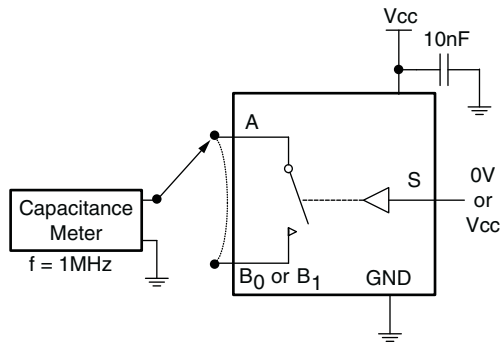 Vcc
10nF
A
S
0V
or
Vcc
Capacitance
Meter
f = 1MHz
B0 or B1
GND